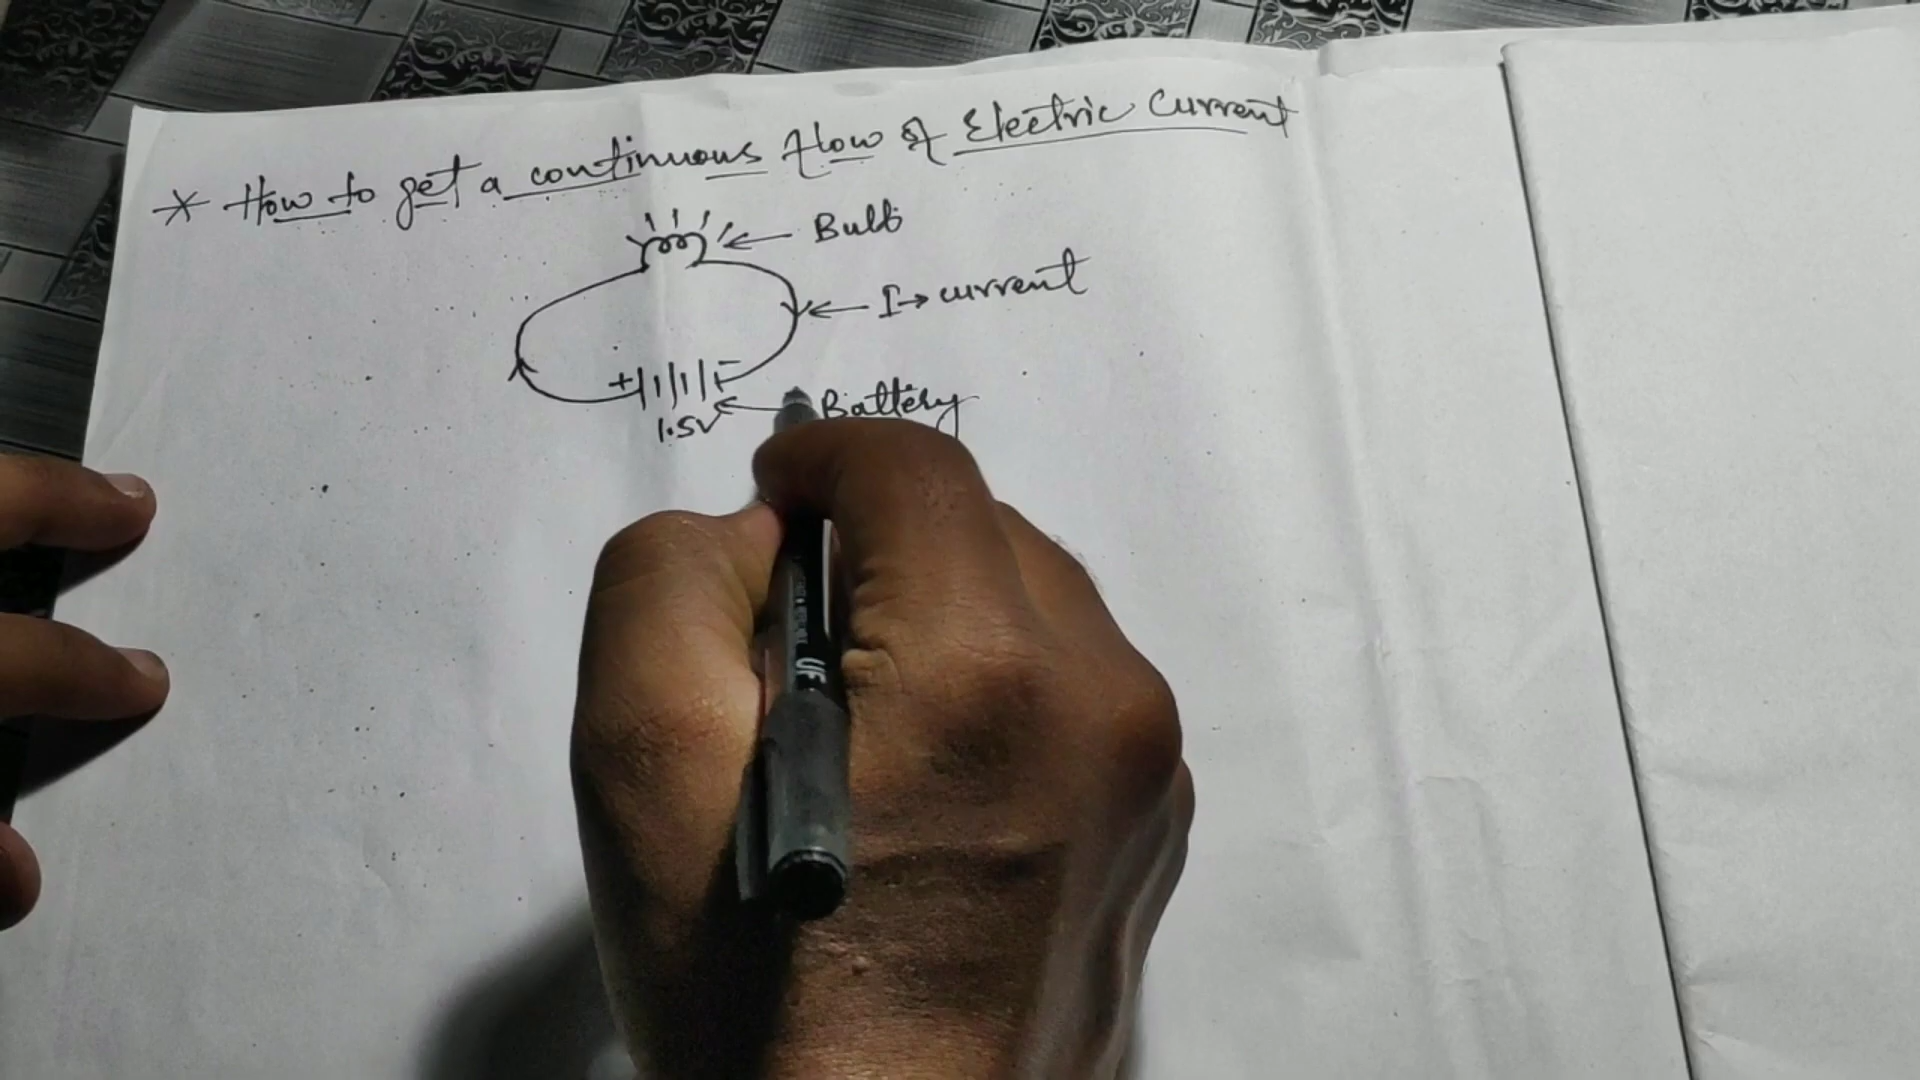 * How to get a continuous flow of Electric Current
Bulb
I→ current
+ −
1.5V
Battery
UF